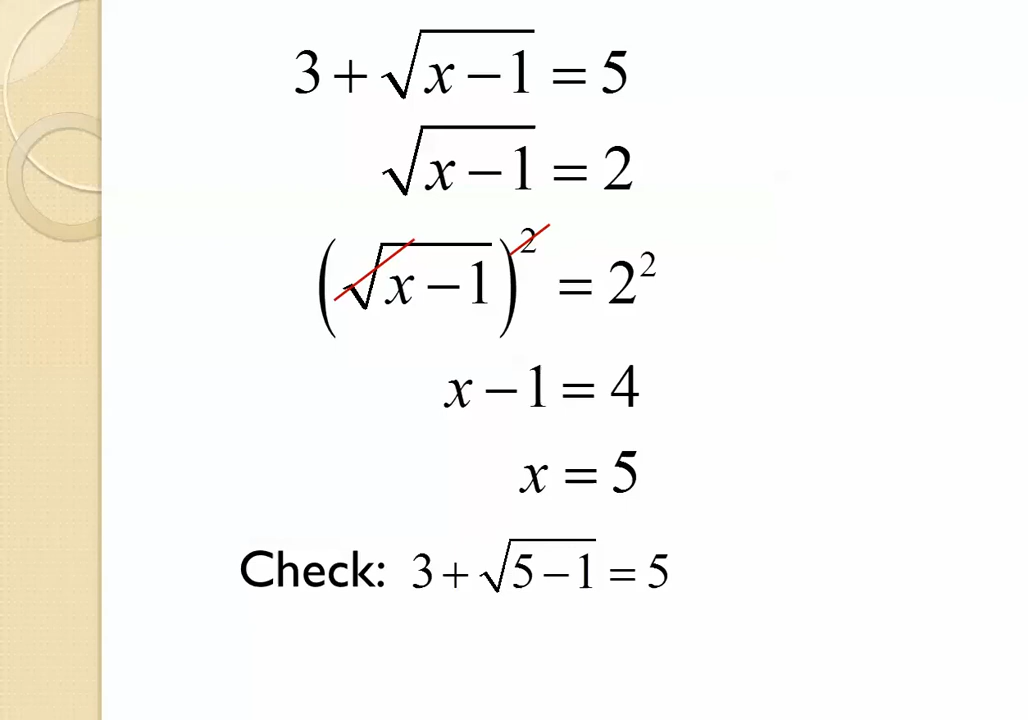 3 + √(x − 1) = 5
√(x − 1) = 2
(√(x − 1))² = 2²
x − 1 = 4
x = 5
Check: 3 + √(5 − 1) = 5